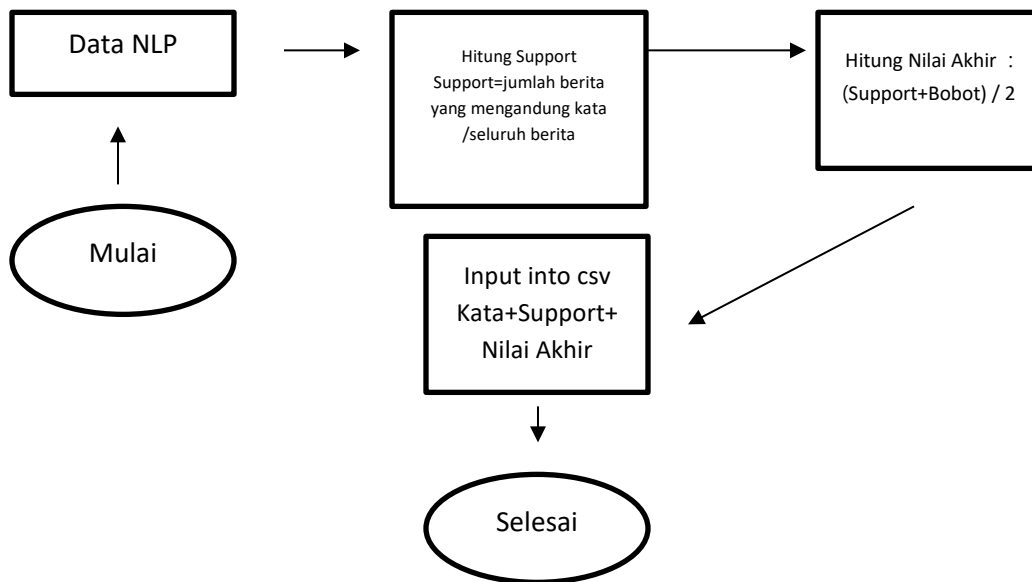 Data NLP
Hitung Support
Support=jumlah berita
yang mengandung kata
/seluruh berita
Hitung Nilai Akhir :
(Support+Bobot) / 2
Mulai
Input into csv
Kata+Support+
Nilai Akhir
Selesai